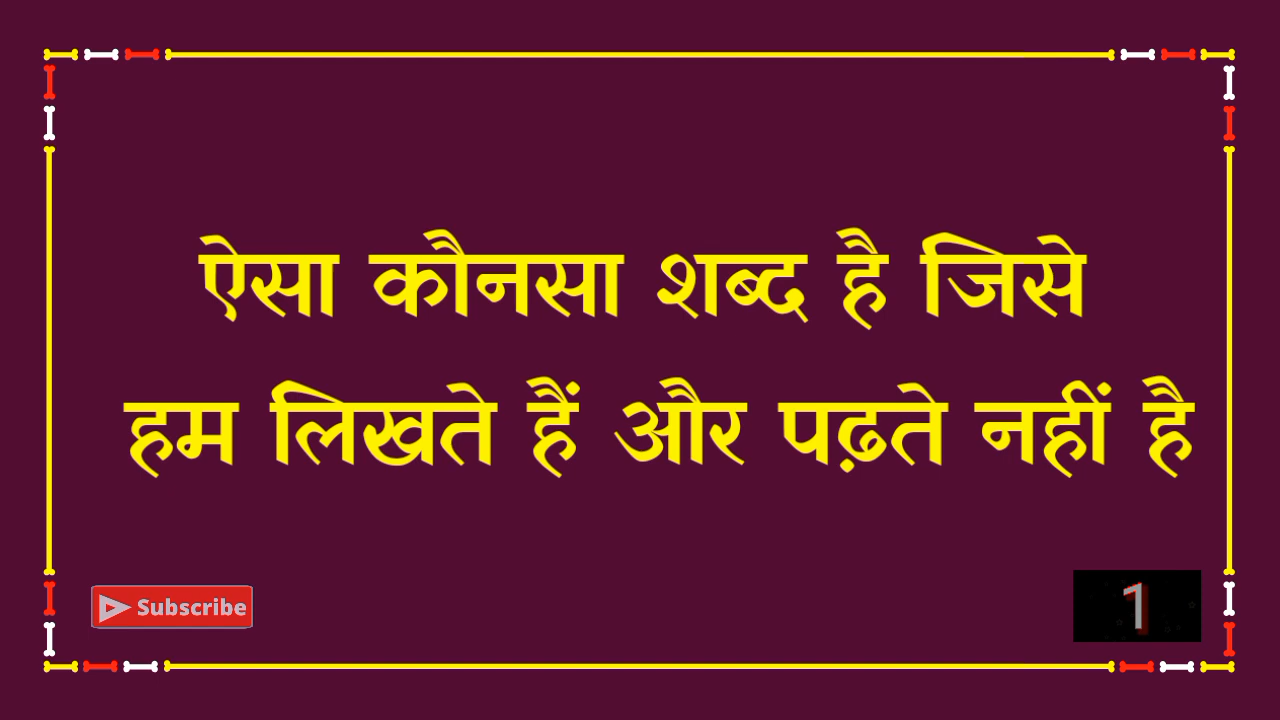 ऐसा कौनसा शब्द है जिसे
हम लिखते हैं और पढ़ते नहीं है
Subscribe
1